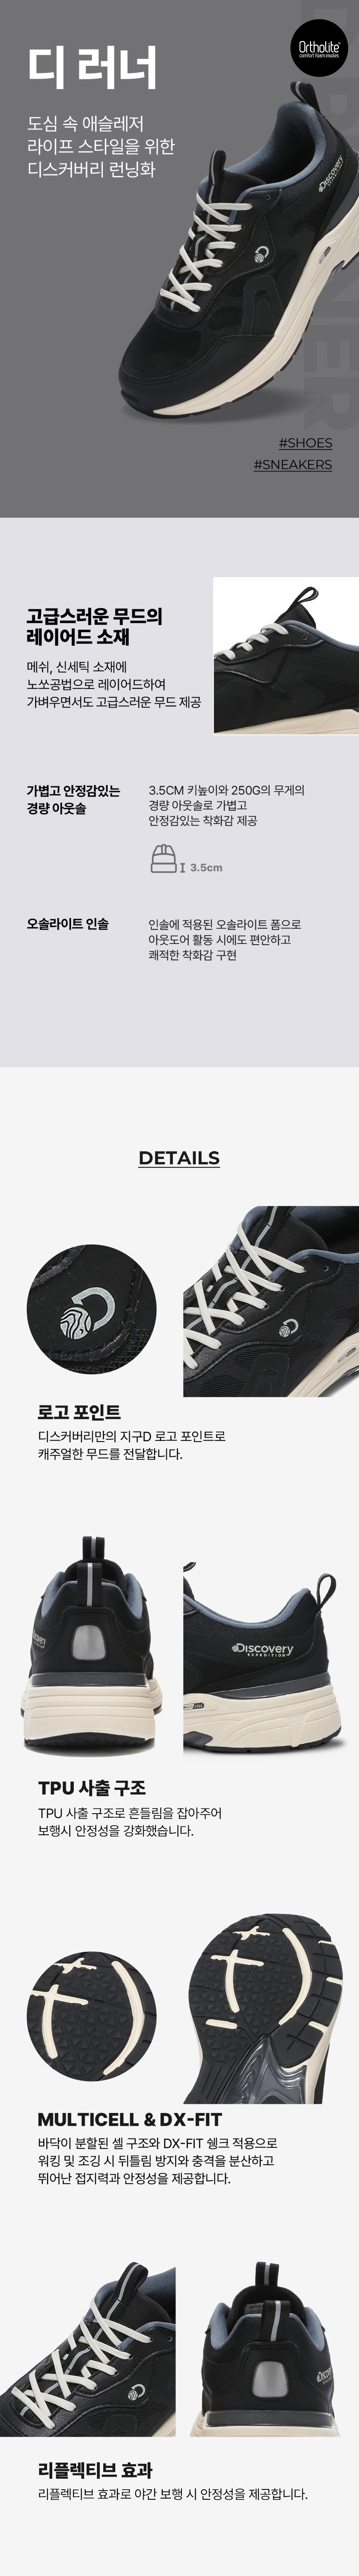 Ortholite
디 러너
도심 속 애슬레저
라이프 스타일을 위한
디스커버리 런닝화
Discovery
#SHOES
#SNEAKERS
고급스러운 무드의
레이어드 소재
메쉬, 신세틱 소재에
노쏘공법으로 레이어드하여
가벼우면서도 고급스러운 무드 제공
가볍고 안정감있는
경량 아웃솔
3.5CM 키높이와 250G의 무게의
경량 아웃솔로 가볍고
안정감있는 착화감 제공
3.5cm
오솔라이트 인솔
인솔에 적용된 오솔라이트 폼으로
아웃도어 활동 시에도 편안하고
쾌적한 착화감 구현
DETAILS
로고 포인트
디스커버리만의 지구D 로고 포인트로
캐주얼한 무드를 전달합니다.
Discovery
EXPEDITION
TPU 사출 구조
TPU 사출 구조로 흔들림을 잡아주어
보행시 안정성을 강화했습니다.
MULTICELL & DX-FIT
바닥이 분할된 셀 구조와 DX-FIT 쉥크 적용으로
워킹 및 조깅 시 뒤틀림 방지와 충격을 분산하고
뛰어난 접지력과 안정성을 제공합니다.
리플렉티브 효과
리플렉티브 효과로 야간 보행 시 안정성을 제공합니다.